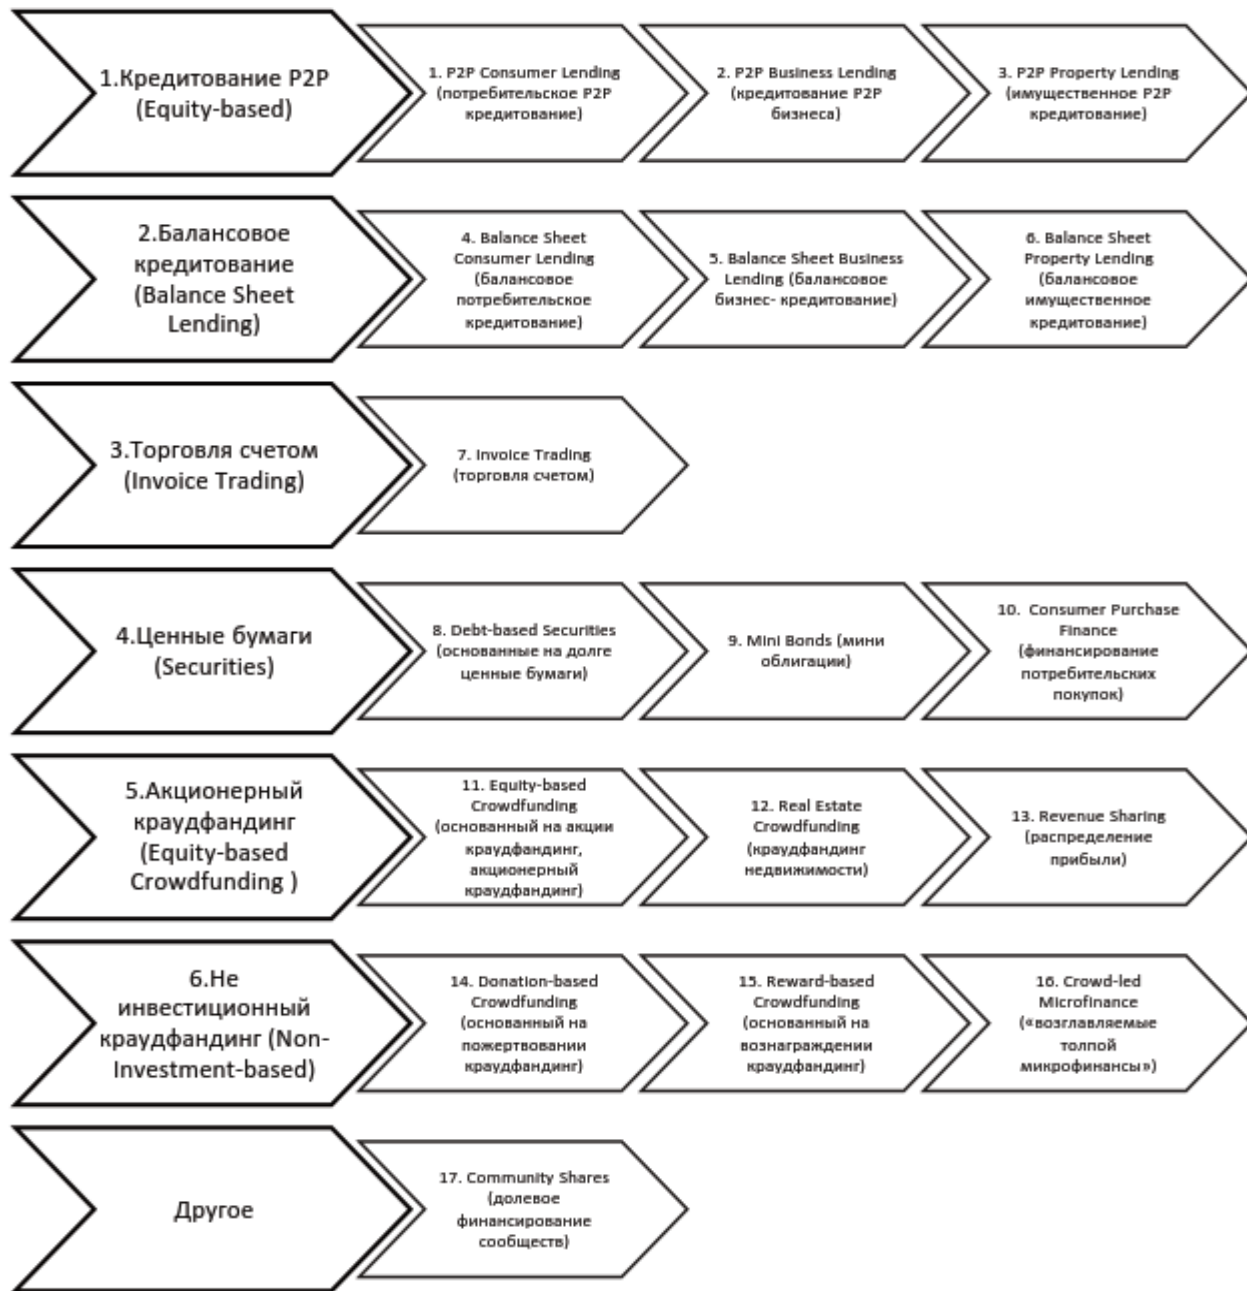 1.Кредитование P2P
(Equity-based)
1. P2P Consumer Lending
(потребительское P2P
кредитование)
2. P2P Business Lending
(кредитование P2P
бизнеса)
3. P2P Property Lending
(имущественное P2P
кредитование)
2.Балансовое
кредитование
(Balance Sheet
Lending)
4. Balance Sheet
Consumer Lending
(балансовое
потребительское
кредитование)
5. Balance Sheet Business
Lending (балансовое
бизнес- кредитование)
6. Balance Sheet
Property Lending
(балансовое
имущественное
кредитование)
3.Торговля счетом
(Invoice Trading)
7. Invoice Trading
(торговля счетом)
4.Ценные бумаги
(Securities)
8. Debt-based Securities
(основанные на долге
ценные бумаги)
9. Mini Bonds (мини
облигации)
10. Consumer Purchase
Finance
(финансирование
потребительских
покупок)
5.Акционерный
краудфандинг
(Equity-based
Crowdfunding )
11. Equity-based
Crowdfunding
(основанный на акции
краудфандинг,
акционерный
краудфандинг)
12. Real Estate
Crowdfunding
(краудфандинг
недвижимости)
13. Revenue Sharing
(распределение
прибыли)
6.Не
инвестиционный
краудфандинг (Non-
Investment-based)
14. Donation-based
Crowdfunding
(основанный на
пожертвовании
краудфандинг)
15. Reward-based
Crowdfunding
(основанный на
вознаграждении
краудфандинг)
16. Crowd-led
Microfinance
(«возглавляемые
толпой
микрофинансы»)
Другое
17. Community Shares
(долевое
финансирование
сообществ)